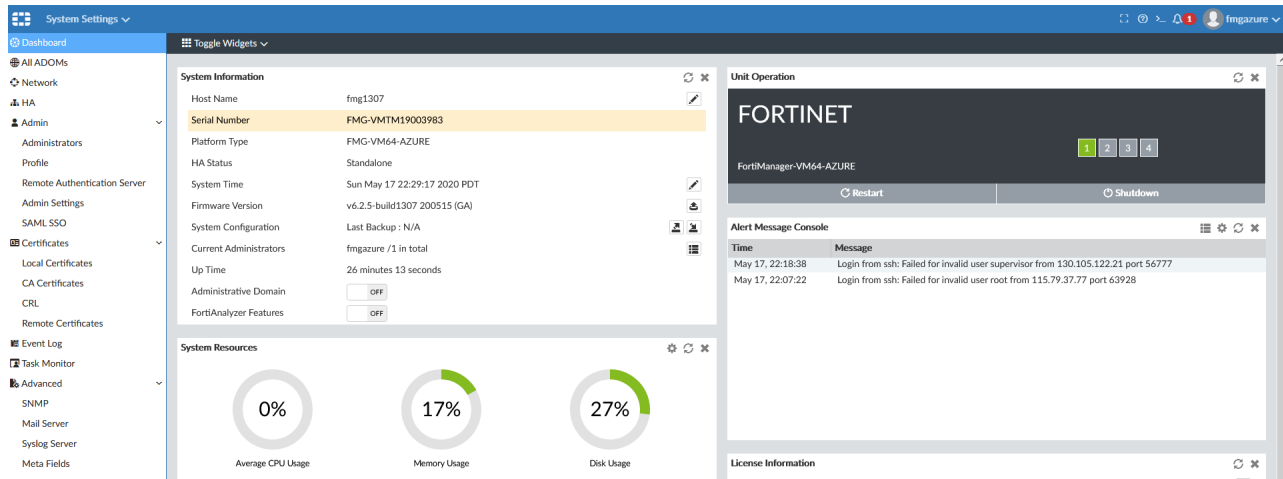 System Settings
1
fmgazure
Dashboard
All ADOMs
Network
HA
Admin
Administrators
Profile
Remote Authentication Server
Admin Settings
SAML SSO
Certificates
Local Certificates
CA Certificates
CRL
Remote Certificates
Event Log
Task Monitor
Advanced
SNMP
Mail Server
Syslog Server
Meta Fields
Toggle Widgets
System Information
Host Name fmg1307
Serial Number FMG-VMTM19003983
Platform Type FMG-VM64-AZURE
HA Status Standalone
System Time Sun May 17 22:29:17 2020 PDT
Firmware Version v6.2.5-build1307 200515 (GA)
System Configuration Last Backup : N/A
Current Administrators fmgazure /1 in total
Up Time 26 minutes 13 seconds
Administrative Domain OFF
FortiAnalyzer Features OFF
System Resources
0% 17% 27%
Average CPU Usage Memory Usage Disk Usage
Unit Operation
FORTINET
1 2 3 4
FortiManager-VM64-AZURE
Restart Shutdown
Alert Message Console
Time Message
May 17, 22:18:38 Login from ssh: Failed for invalid user supervisor from 130.105.122.21 port 56777
May 17, 22:07:22 Login from ssh: Failed for invalid user root from 115.79.37.77 port 63928
License Information